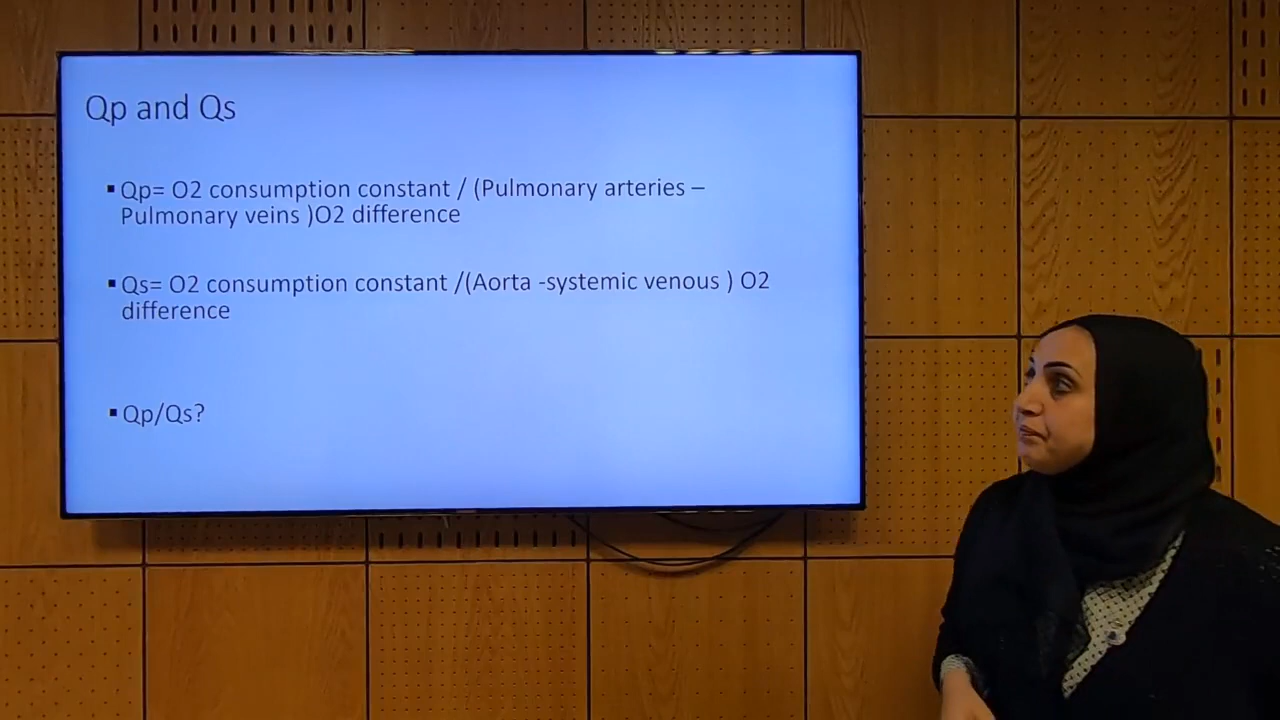 Qp and Qs
▪ Qp= O2 consumption constant / (Pulmonary arteries –
Pulmonary veins )O2 difference
▪ Qs= O2 consumption constant /(Aorta -systemic venous ) O2
difference
▪ Qp/Qs?